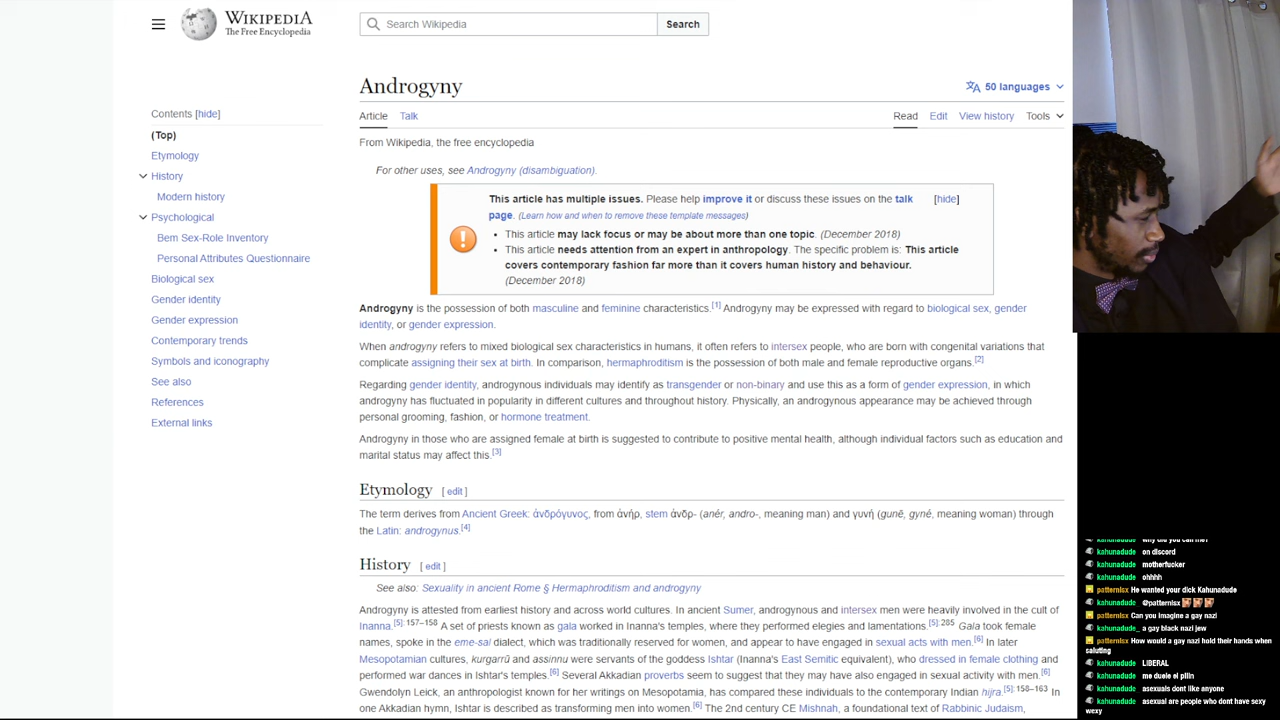 WIKIPEDIA
The Free Encyclopedia
Search Wikipedia
Search
Androgyny
50 languages
Article
Talk
Read
Edit
View history
Tools
From Wikipedia, the free encyclopedia
Contents [hide]
(Top)
Etymology
History
Modern history
Psychological
Bem Sex-Role Inventory
Personal Attributes Questionnaire
Biological sex
Gender identity
Gender expression
Contemporary trends
Symbols and iconography
See also
References
External links
For other uses, see Androgyny (disambiguation).
This article has multiple issues. Please help improve it or discuss these issues on the talk [hide]
page. (Learn how and when to remove these template messages)
• This article may lack focus or may be about more than one topic. (December 2018)
• This article needs attention from an expert in anthropology. The specific problem is: This article
covers contemporary fashion far more than it covers human history and behaviour.
(December 2018)
Androgyny is the possession of both masculine and feminine characteristics.[1] Androgyny may be expressed with regard to biological sex, gender
identity, or gender expression.
When androgyny refers to mixed biological sex characteristics in humans, it often refers to intersex people, who are born with congenital variations that
complicate assigning their sex at birth. In comparison, hermaphroditism is the possession of both male and female reproductive organs.[2]
Regarding gender identity, androgynous individuals may identify as transgender or non-binary and use this as a form of gender expression, in which
androgyny has fluctuated in popularity in different cultures and throughout history. Physically, an androgynous appearance may be achieved through
personal grooming, fashion, or hormone treatment.
Androgyny in those who are assigned female at birth is suggested to contribute to positive mental health, although individual factors such as education and
marital status may affect this.[3]
Etymology [ edit ]
The term derives from Ancient Greek: ἀνδρόγυνος, from ἀνήρ, stem ἀνδρ- (anér, andro-, meaning man) and γυνή (gunē, gyné, meaning woman) through
the Latin: androgynus.[4]
History [ edit ]
See also: Sexuality in ancient Rome § Hermaphroditism and androgyny
Androgyny is attested from earliest history and across world cultures. In ancient Sumer, androgynous and intersex men were heavily involved in the cult of
Inanna.[5]: 157–158 A set of priests known as gala worked in Inanna's temples, where they performed elegies and lamentations.[5]: 285 Gala took female
names, spoke in the eme-sal dialect, which was traditionally reserved for women, and appear to have engaged in sexual acts with men.[6] In later
Mesopotamian cultures, kurgarrū and assinnu were servants of the goddess Ishtar (Inanna's East Semitic equivalent), who dressed in female clothing and
performed war dances in Ishtar's temples.[6] Several Akkadian proverbs seem to suggest that they may have also engaged in sexual activity with men.[6]
Gwendolyn Leick, an anthropologist known for her writings on Mesopotamia, has compared these individuals to the contemporary Indian hijra.[5]: 158–163 In
one Akkadian hymn, Ishtar is described as transforming men into women.[6] The 2nd century CE Mishnah, a foundational text of Rabbinic Judaism,
kahunadude why did you call me?
kahunadude on discord
kahunadude motherfucker
kahunadude ohhhh
patternlsx He wanted your dick Kahunadude
kahunadude @patternlsx
patternlsx Can you imagine a gay nazi
kahunadude_ a gay black nazi jew
patternlsx How would a gay nazi hold their hands when
saluting
kahunadude LIBERAL
kahunadude me duele el pilin
kahunadude asexuals dont like anyone
kahunadude asexual are people who dont have sexy
wexy